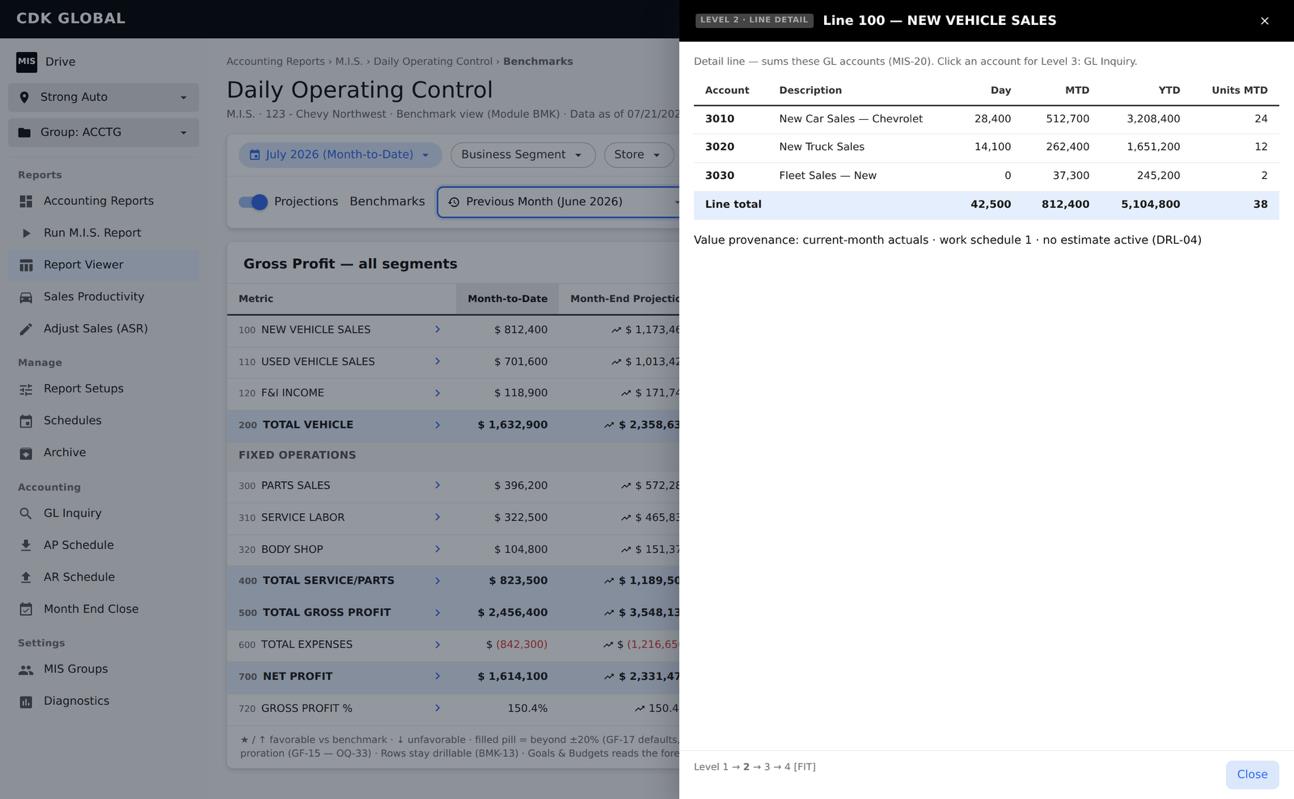 CDK GLOBAL
MIS Drive
Strong Auto
Group: ACCTG
Reports
Accounting Reports
Run M.I.S. Report
Report Viewer
Sales Productivity
Adjust Sales (ASR)
Manage
Report Setups
Schedules
Archive
Accounting
GL Inquiry
AP Schedule
AR Schedule
Month End Close
Settings
MIS Groups
Diagnostics
Accounting Reports › M.I.S. › Daily Operating Control › Benchmarks
Daily Operating Control
M.I.S. · 123 - Chevy Northwest · Benchmark view (Module BMK) · Data as of 07/21/202
July 2026 (Month-to-Date) Business Segment Store
Projections Benchmarks Previous Month (June 2026)
Gross Profit — all segments
Metric Month-to-Date Month-End Projectio
100 NEW VEHICLE SALES $ 812,400 $ 1,173,46
110 USED VEHICLE SALES $ 701,600 $ 1,013,42
120 F&I INCOME $ 118,900 $ 171,74
200 TOTAL VEHICLE $ 1,632,900 $ 2,358,63
FIXED OPERATIONS
300 PARTS SALES $ 396,200 $ 572,28
310 SERVICE LABOR $ 322,500 $ 465,83
320 BODY SHOP $ 104,800 $ 151,37
400 TOTAL SERVICE/PARTS $ 823,500 $ 1,189,50
500 TOTAL GROSS PROFIT $ 2,456,400 $ 3,548,13
600 TOTAL EXPENSES $ (842,300) $ (1,216,65
700 NET PROFIT $ 1,614,100 $ 2,331,47
720 GROSS PROFIT % 150.4% 150.4
★ / ↑ favorable vs benchmark · ↓ unfavorable · filled pill = beyond ±20% (GF-17 defaults,
proration (GF-15 — OQ-33) · Rows stay drillable (BMK-13) · Goals & Budgets reads the fore
LEVEL 2 · LINE DETAIL Line 100 — NEW VEHICLE SALES ×
Detail line — sums these GL accounts (MIS-20). Click an account for Level 3: GL Inquiry.
Account Description Day MTD YTD Units MTD
3010 New Car Sales — Chevrolet 28,400 512,700 3,208,400 24
3020 New Truck Sales 14,100 262,400 1,651,200 12
3030 Fleet Sales — New 0 37,300 245,200 2
Line total 42,500 812,400 5,104,800 38
Value provenance: current-month actuals · work schedule 1 · no estimate active (DRL-04)
Level 1 → 2 → 3 → 4 [FIT]
Close